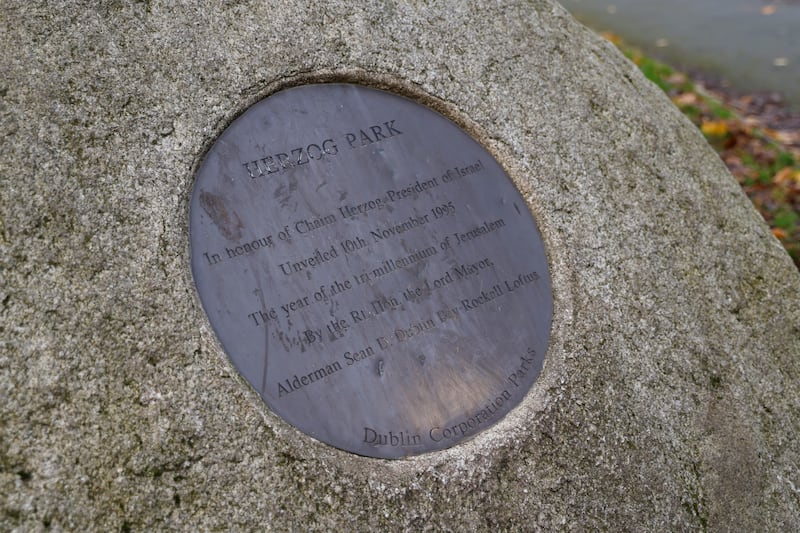 HERZOG PARK
In honour of Chaim Herzog, President of Israel
Unveiled 10th November 1995
The year of the tri-millennium of Jerusalem
By the Rt. Hon. the Lord Mayor,
Alderman Sean D. Dublin Bay Rockall Loftus
Dublin Corporation Parks